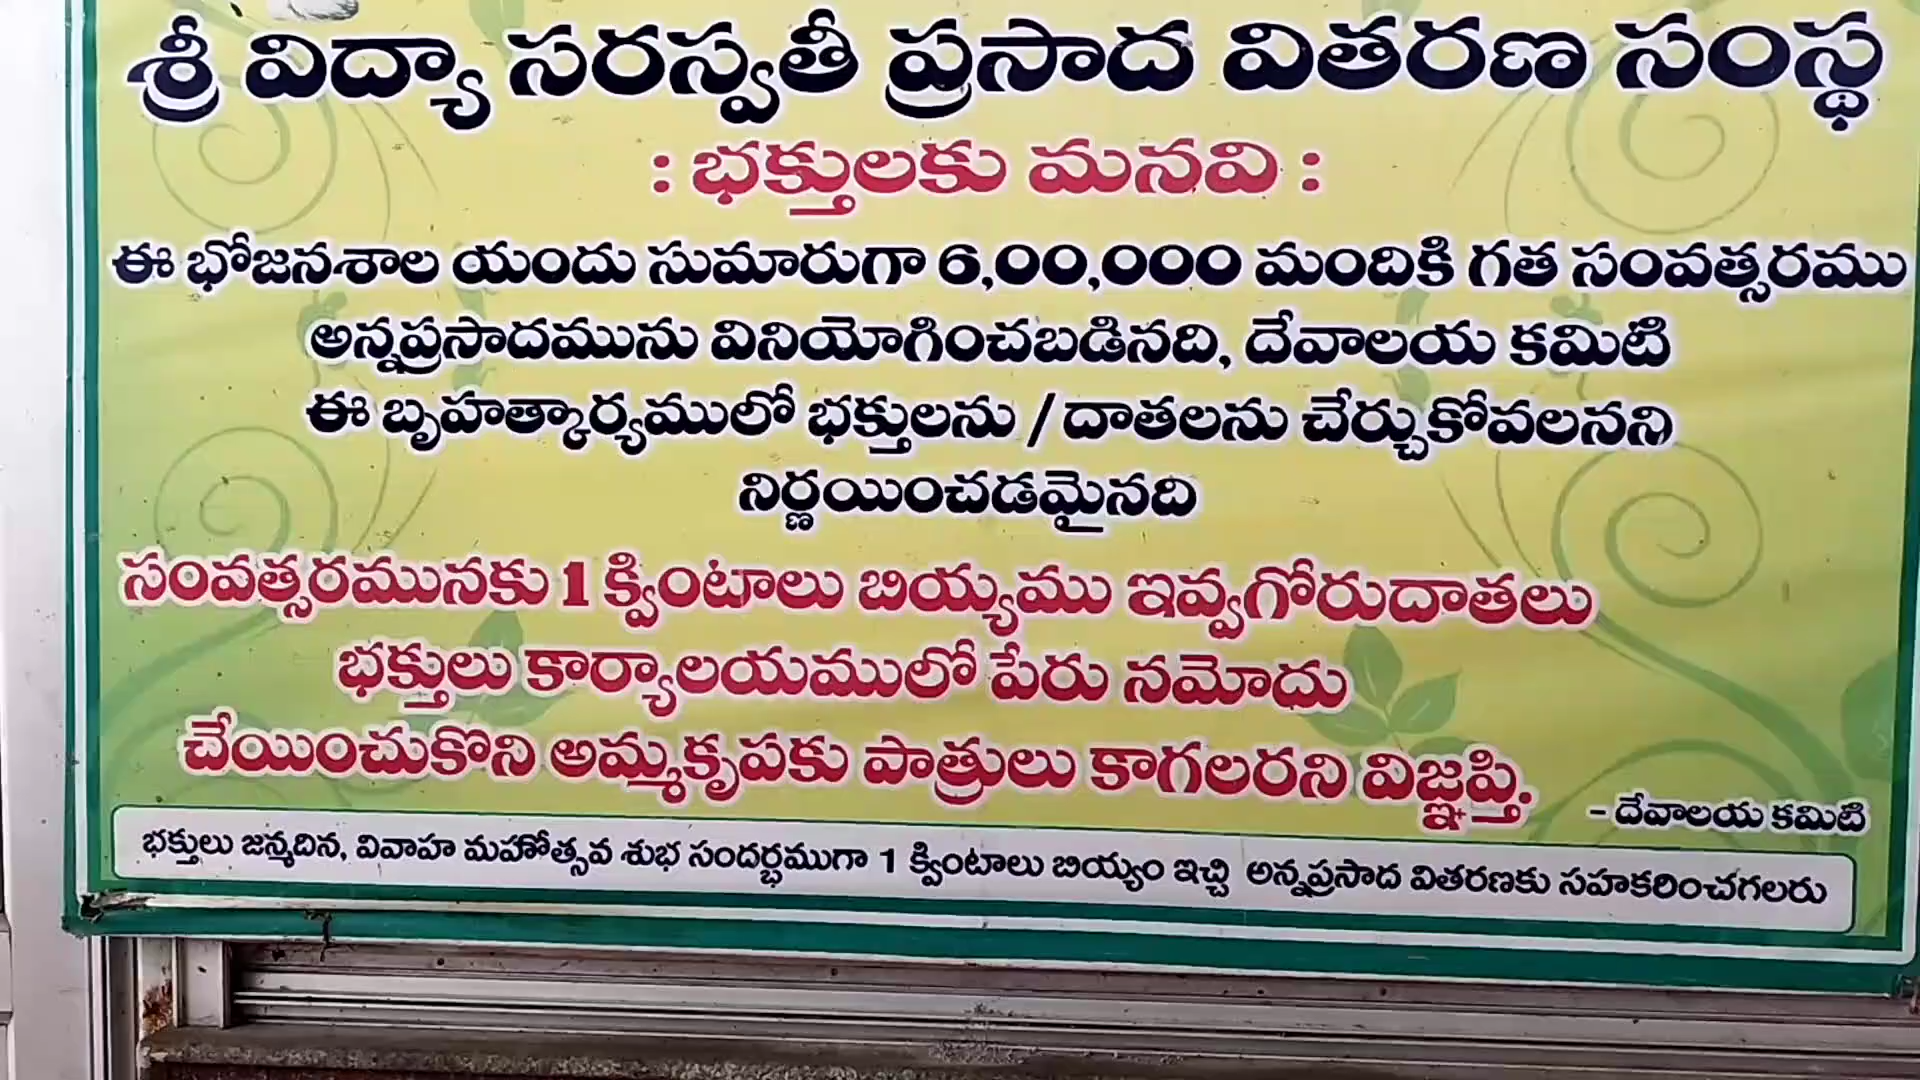 శ్రీ విద్యా సరస్వతీ ప్రసాద వితరణ సంస్థ
: భక్తులకు మనవి :
ఈ భోజనశాల యందు సుమారుగా 6,00,000 మందికి గత సంవత్సరము
అన్నప్రసాదమును వినియోగించబడినది, దేవాలయ కమిటి
ఈ బృహత్కార్యములో భక్తులను / దాతలను చేర్చుకోవలనని
నిర్ణయించడమైనది
సంవత్సరమునకు 1 క్వింటాలు బియ్యము ఇవ్వగోరుదాతలు
భక్తులు కార్యాలయములో పేరు నమోదు
చేయించుకొని అమ్మకృపకు పాత్రులు కాగలరని విజ్ఞప్తి.
- దేవాలయ కమిటి
భక్తులు జన్మదిన, వివాహ మహోత్సవ శుభ సందర్భముగా 1 క్వింటాలు బియ్యం ఇచ్చి అన్నప్రసాద వితరణకు సహకరించగలరు